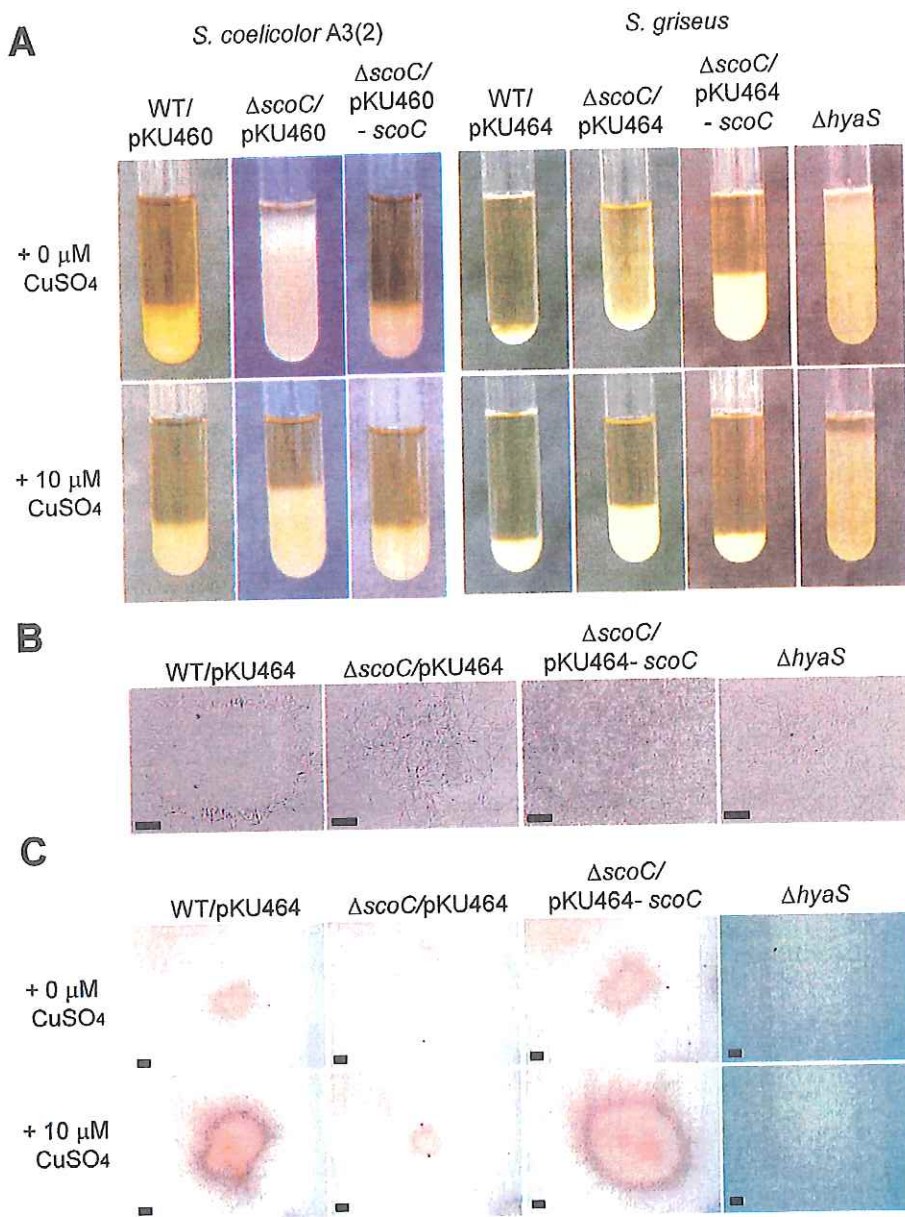 A
S. coelicolor A3(2)
S. griseus
WT/
pKU460
ΔscoC/
pKU460
ΔscoC/
pKU460
- scoC
WT/
pKU464
ΔscoC/
pKU464
ΔscoC/
pKU464
- scoC
ΔhyaS
+ 0 μM
CuSO4
+ 10 μM
CuSO4
B
WT/pKU464
ΔscoC/pKU464
ΔscoC/
pKU464- scoC
ΔhyaS
C
WT/pKU464
ΔscoC/pKU464
ΔscoC/
pKU464- scoC
ΔhyaS
+ 0 μM
CuSO4
+ 10 μM
CuSO4